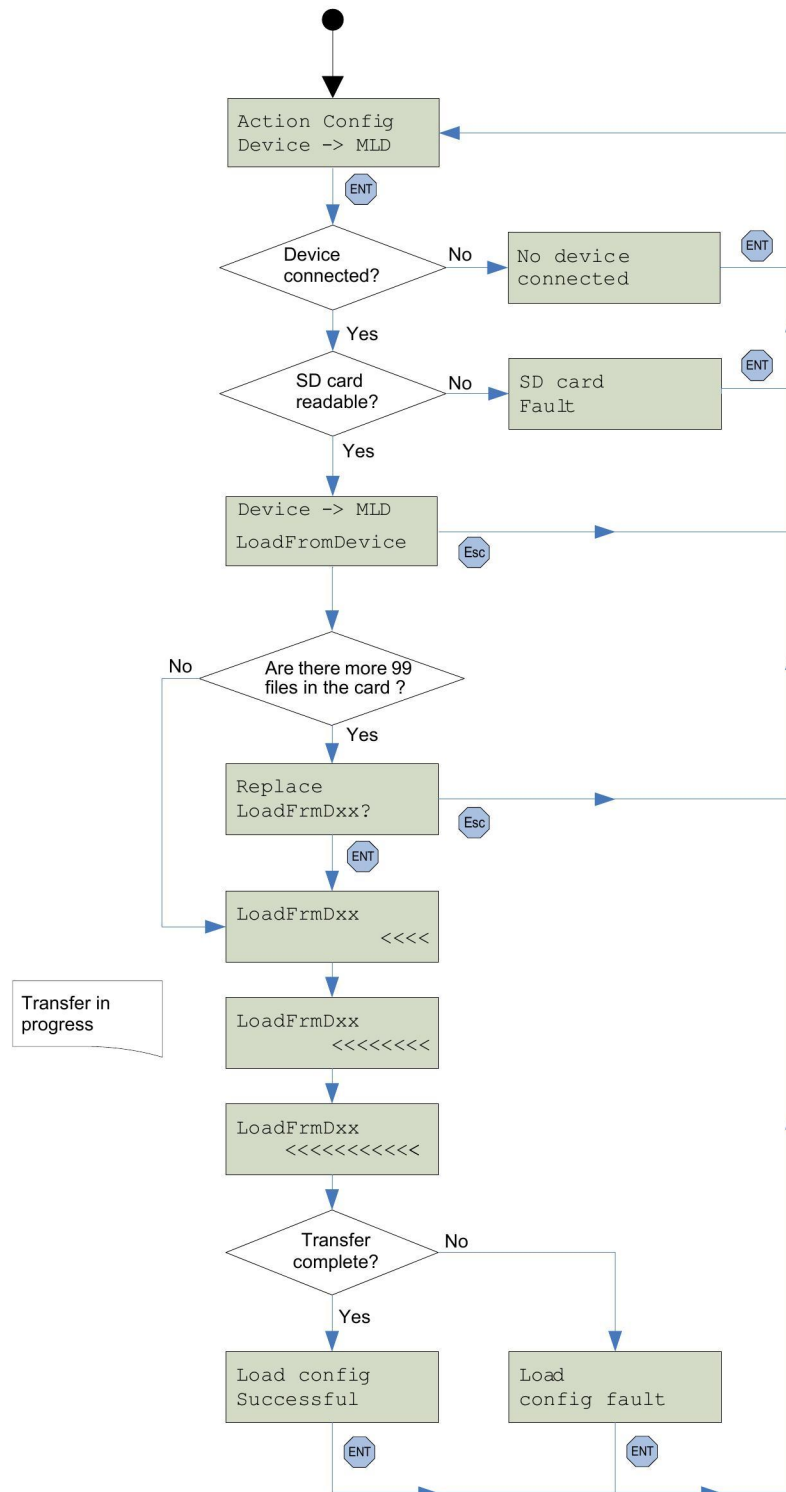 Action Config
Device -> MLD
ENT
Device
connected?
No
No device
connected
ENT
Yes
SD card
readable?
No
SD card
Fault
ENT
Yes
Device -> MLD
LoadFromDevice
Esc
No
Are there more 99
files in the card ?
Yes
Replace
LoadFrmDxx?
Esc
ENT
LoadFrmDxx
<<<<
Transfer in
progress
LoadFrmDxx
<<<<<<<<
LoadFrmDxx
<<<<<<<<<<<
Transfer
complete?
No
Yes
Load config
Successful
Load
config fault
ENT
ENT